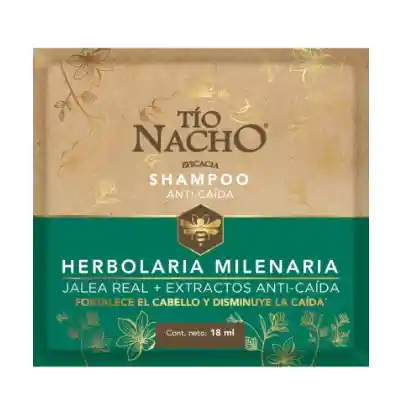 TÍO
NACHO®
EFICACIA
SHAMPOO
ANTI-CAÍDA
HERBOLARIA MILENARIA
JALEA REAL + EXTRACTOS ANTI-CAÍDA
FORTALECE EL CABELLO Y DISMINUYE LA CAÍDA*
Cont. neto: 18 ml